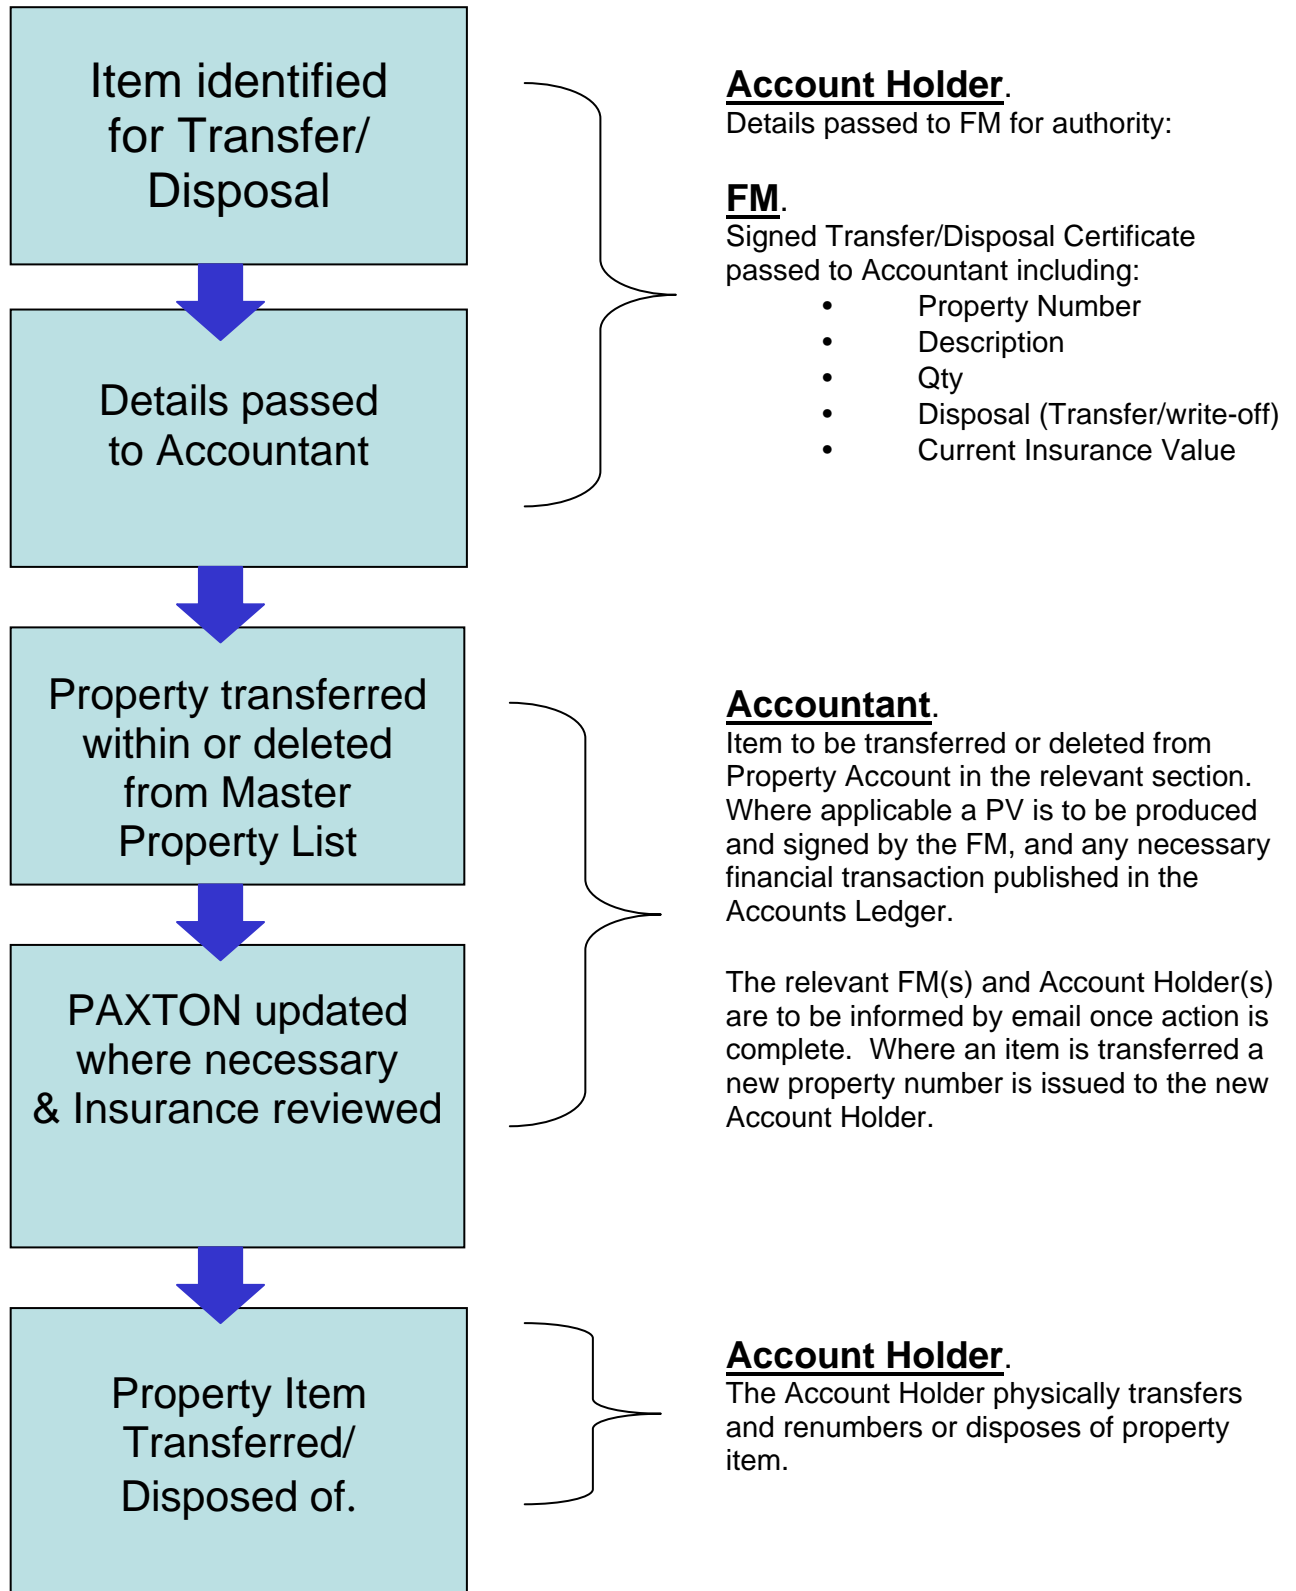 Item identified
for Transfer/
Disposal
Account Holder.
Details passed to FM for authority:
FM.
Signed Transfer/Disposal Certificate
passed to Accountant including:
• Property Number
• Description
• Qty
• Disposal (Transfer/write-off)
• Current Insurance Value
Details passed
to Accountant
Property transferred
within or deleted
from Master
Property List
Accountant.
Item to be transferred or deleted from
Property Account in the relevant section.
Where applicable a PV is to be produced
and signed by the FM, and any necessary
financial transaction published in the
Accounts Ledger.
The relevant FM(s) and Account Holder(s)
are to be informed by email once action is
complete.  Where an item is transferred a
new property number is issued to the new
Account Holder.
PAXTON updated
where necessary
& Insurance reviewed
Property Item
Transferred/
Disposed of.
Account Holder.
The Account Holder physically transfers
and renumbers or disposes of property
item.